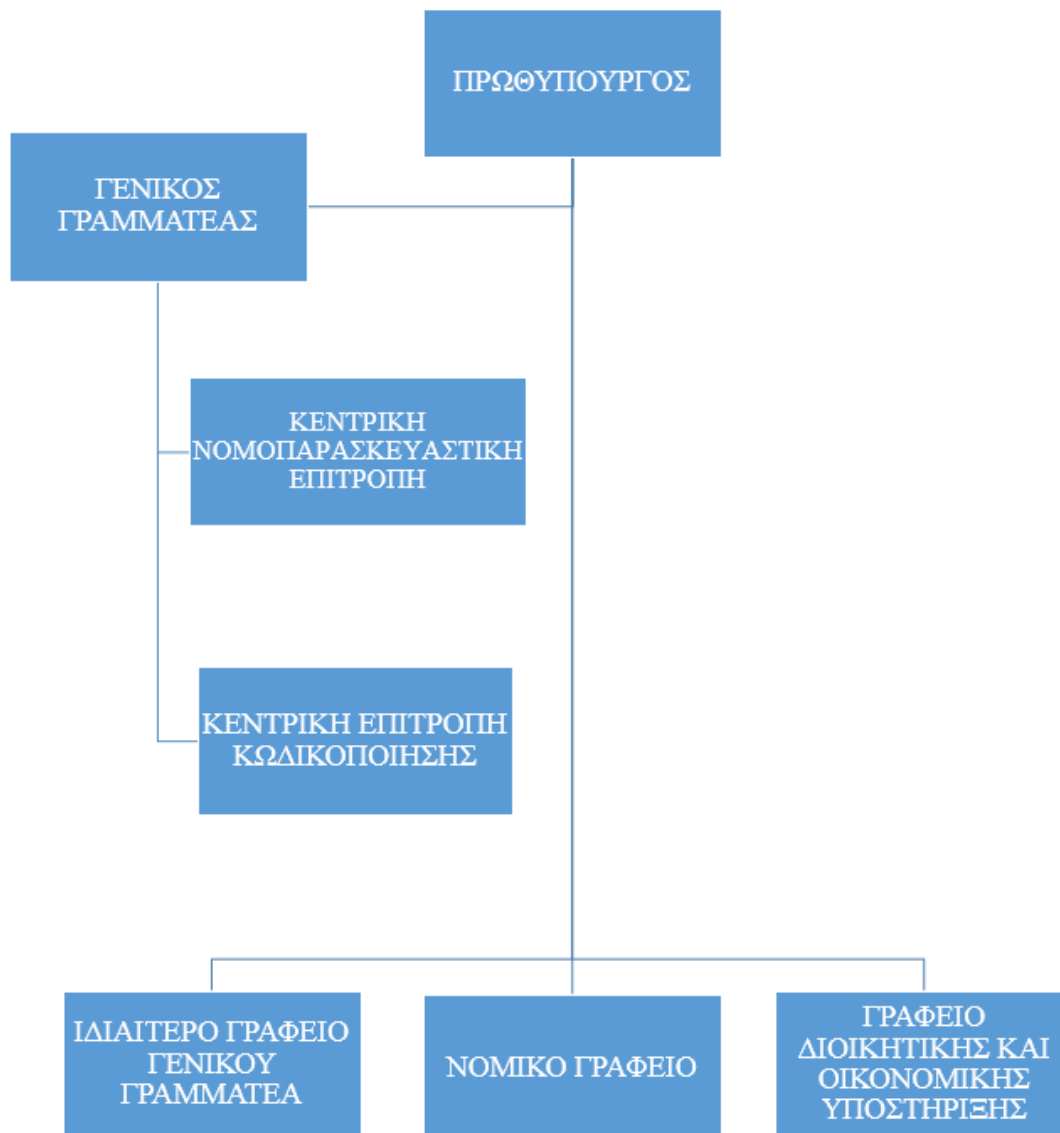 ΠΡΩΘΥΠΟΥΡΓΟΣ
ΓΕΝΙΚΟΣ
ΓΡΑΜΜΑΤΕΑΣ
ΚΕΝΤΡΙΚΗ
ΝΟΜΟΠΑΡΑΣΚΕΥΑΣΤΙΚΗ
ΕΠΙΤΡΟΠΗ
ΚΕΝΤΡΙΚΗ ΕΠΙΤΡΟΠΗ
ΚΩΔΙΚΟΠΟΙΗΣΗΣ
ΙΔΙΑΙΤΕΡΟ ΓΡΑΦΕΙΟ
ΓΕΝΙΚΟΥ
ΓΡΑΜΜΑΤΕΑ
ΝΟΜΙΚΟ ΓΡΑΦΕΙΟ
ΓΡΑΦΕΙΟ
ΔΙΟΙΚΗΤΙΚΗΣ ΚΑΙ
ΟΙΚΟΝΟΜΙΚΗΣ
ΥΠΟΣΤΗΡΙΞΗΣ